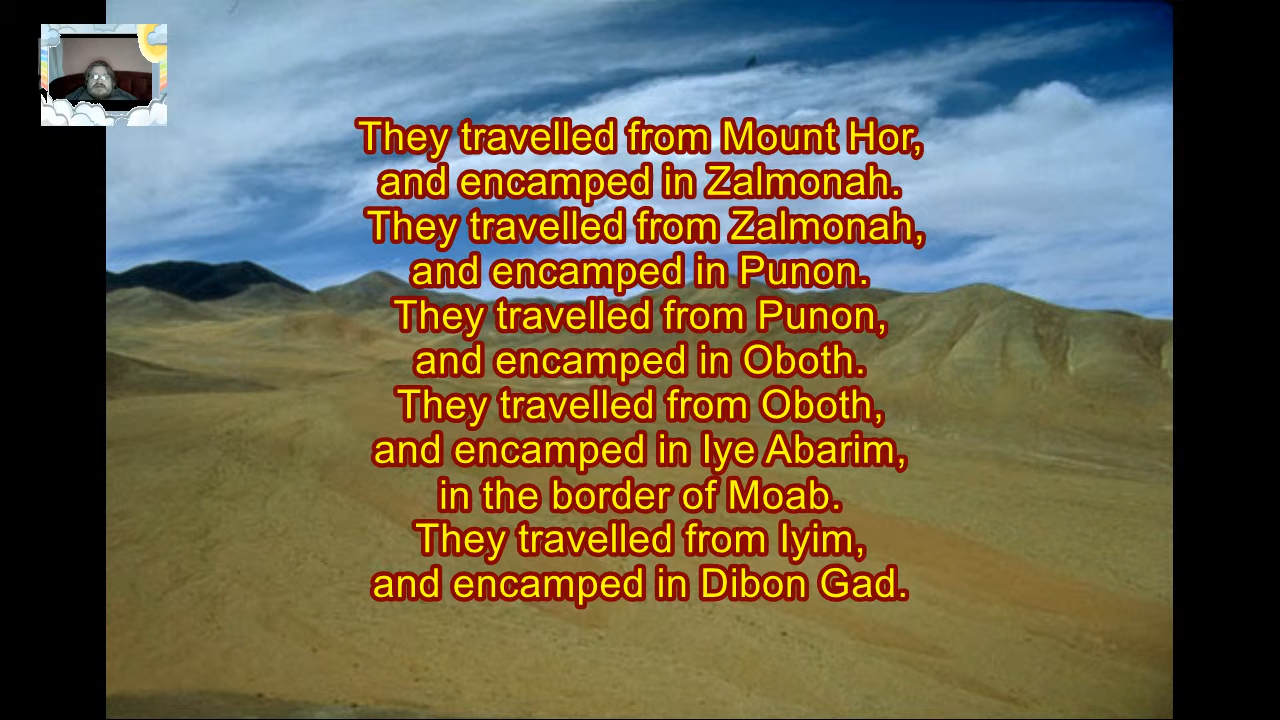 They travelled from Mount Hor,
and encamped in Zalmonah.
They travelled from Zalmonah,
and encamped in Punon.
They travelled from Punon,
and encamped in Oboth.
They travelled from Oboth,
and encamped in Iye Abarim,
in the border of Moab.
They travelled from Iyim,
and encamped in Dibon Gad.